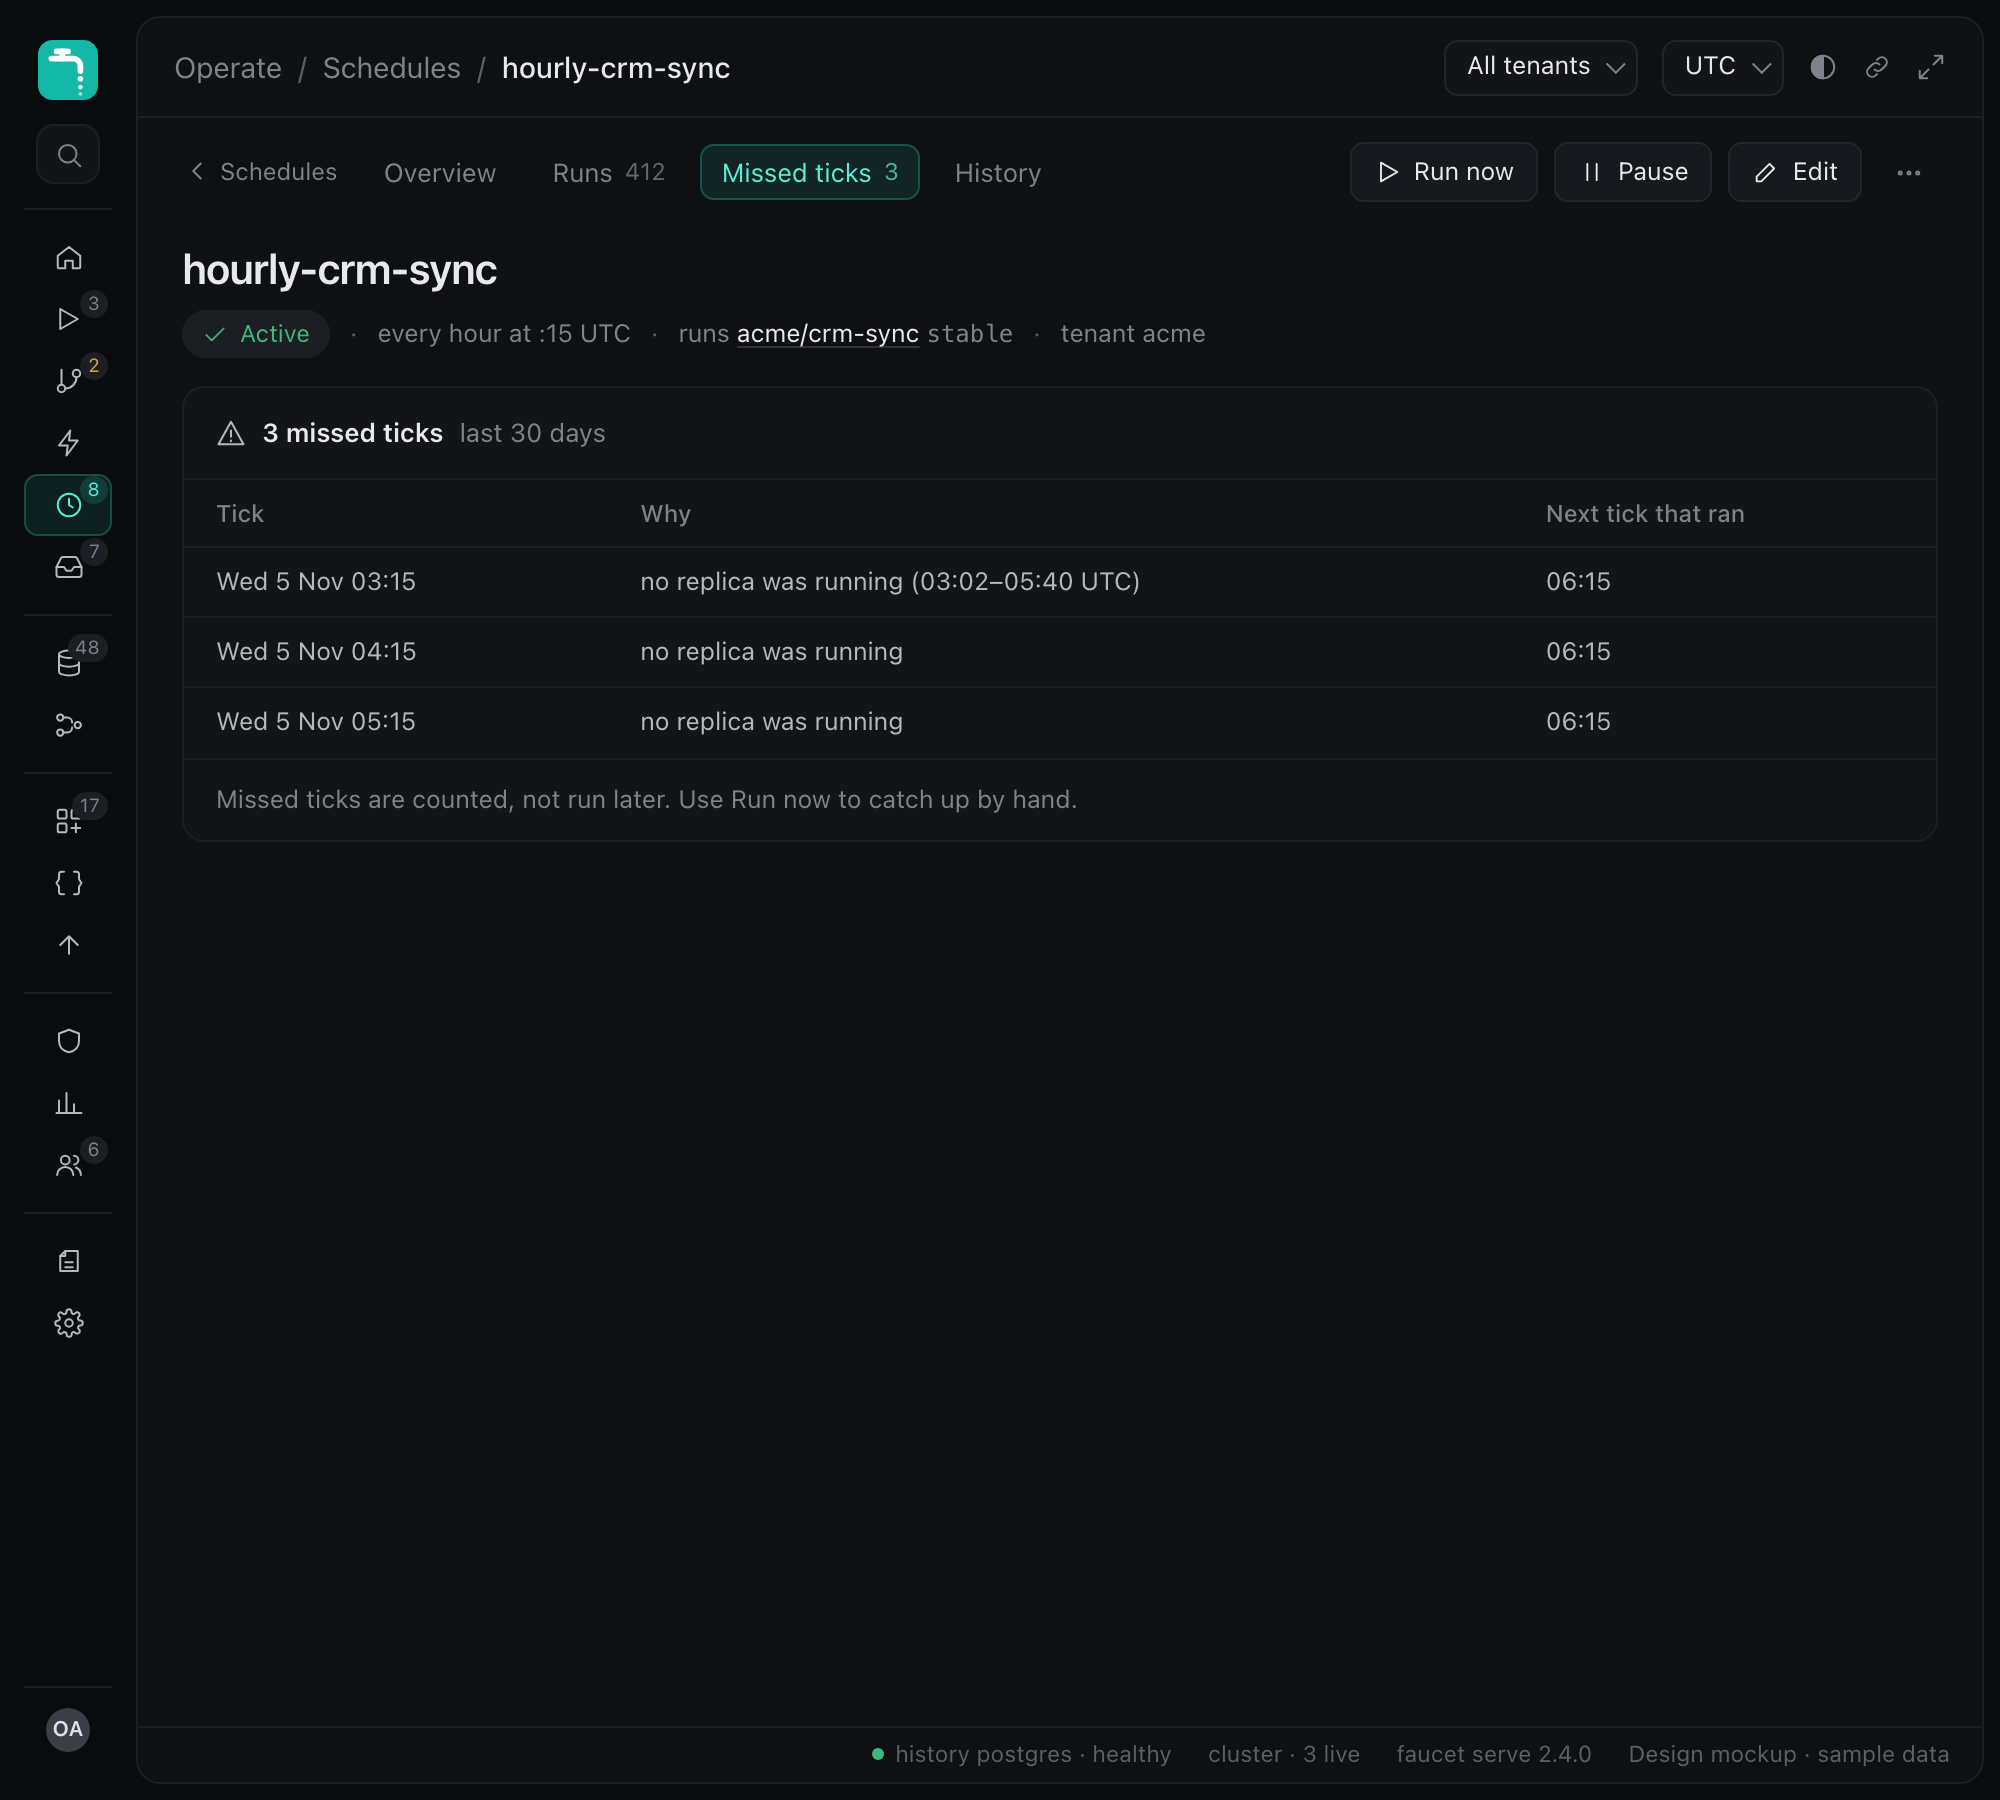 Operate / Schedules / hourly-crm-sync
All tenants
UTC
Schedules
Overview
Runs 412
Missed ticks 3
History
Run now
Pause
Edit
hourly-crm-sync
Active · every hour at :15 UTC · runs acme/crm-sync stable · tenant acme
3 missed ticks last 30 days
Tick Why Next tick that ran
Wed 5 Nov 03:15 no replica was running (03:02–05:40 UTC) 06:15
Wed 5 Nov 04:15 no replica was running 06:15
Wed 5 Nov 05:15 no replica was running 06:15
Missed ticks are counted, not run later. Use Run now to catch up by hand.
3
2
8
7
48
17
6
OA
history postgres · healthy cluster · 3 live faucet serve 2.4.0 Design mockup · sample data